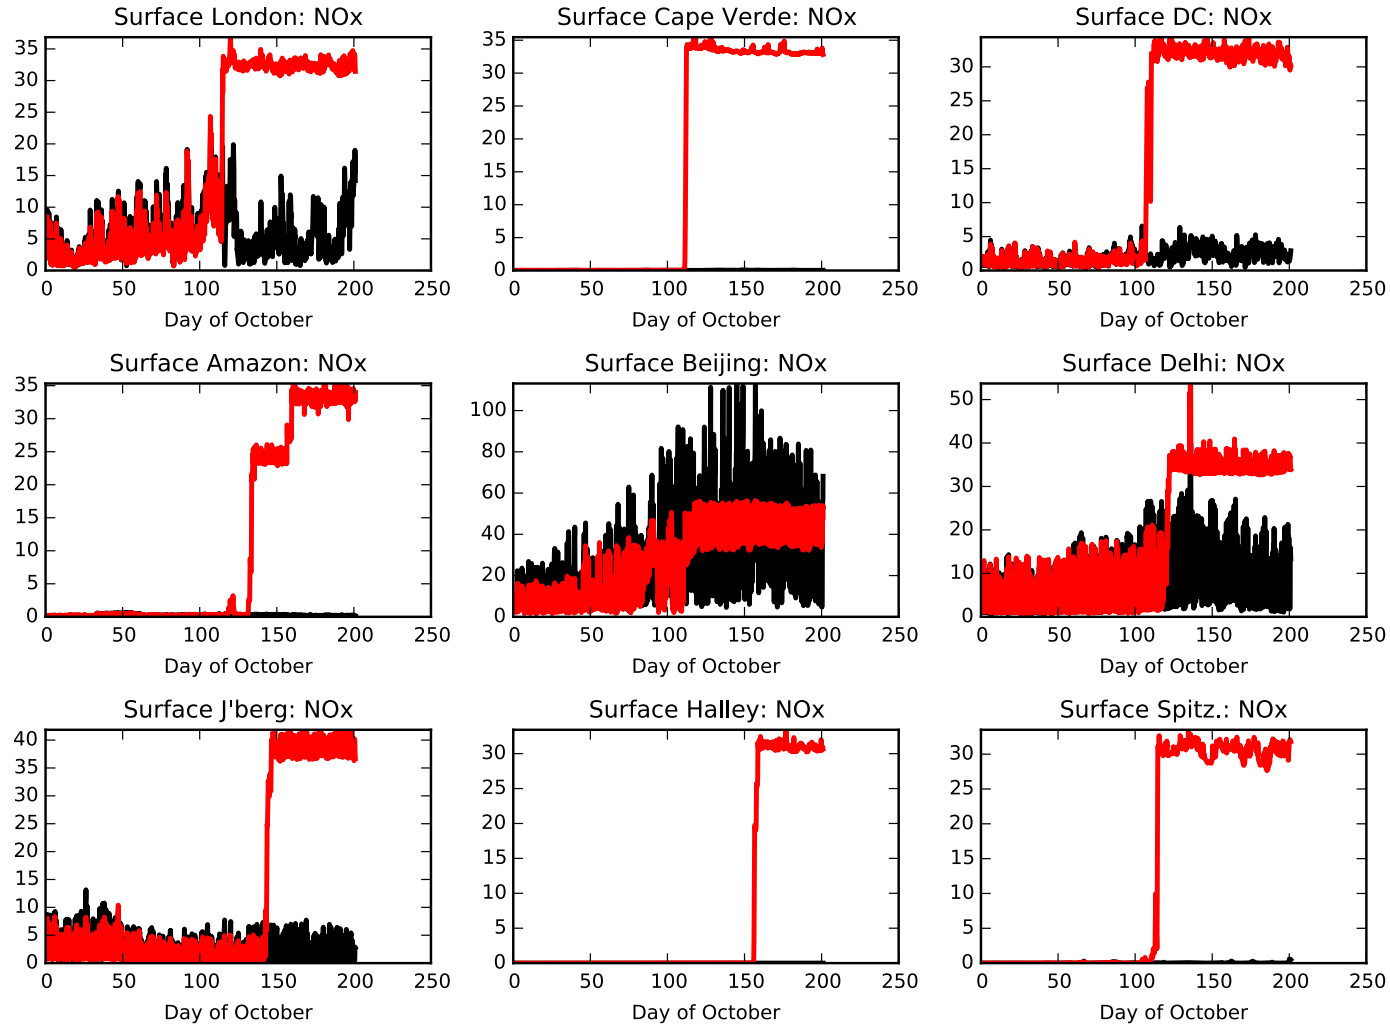 Surface London: NOx
Surface Cape Verde: NOx
Surface DC: NOx
35
30
25
20
15
10
5
0
0 50 100 150 200 250
Day of October
35
30
25
20
15
10
5
0
0 50 100 150 200 250
Day of October
30
25
20
15
10
5
0
0 50 100 150 200 250
Day of October
Surface Amazon: NOx
Surface Beijing: NOx
Surface Delhi: NOx
35
30
25
20
15
10
5
0
0 50 100 150 200 250
Day of October
100
80
60
40
20
0
0 50 100 150 200 250
Day of October
50
40
30
20
10
0
0 50 100 150 200 250
Day of October
Surface J'berg: NOx
Surface Halley: NOx
Surface Spitz.: NOx
40
35
30
25
20
15
10
5
0
0 50 100 150 200 250
Day of October
30
25
20
15
10
5
0
0 50 100 150 200 250
Day of October
30
25
20
15
10
5
0
0 50 100 150 200 250
Day of October